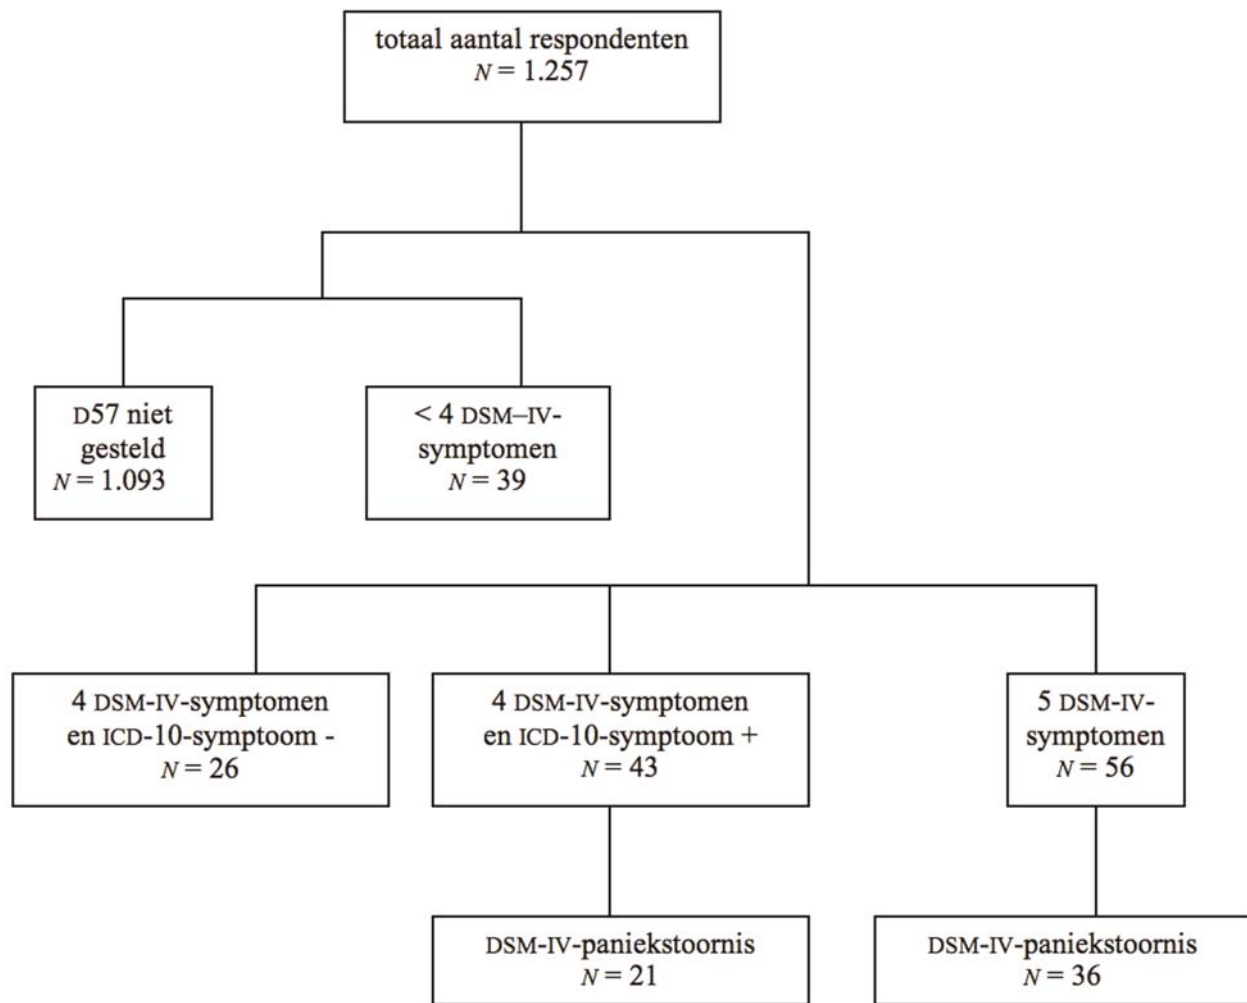 totaal aantal respondenten
N = 1.257
D57 niet
gesteld
N = 1.093
< 4 DSM–IV-
symptomen
N = 39
4 DSM-IV-symptomen
en ICD-10-symptoom -
N = 26
4 DSM-IV-symptomen
en ICD-10-symptoom +
N = 43
5 DSM-IV-
symptomen
N = 56
DSM-IV-paniekstoornis
N = 21
DSM-IV-paniekstoornis
N = 36